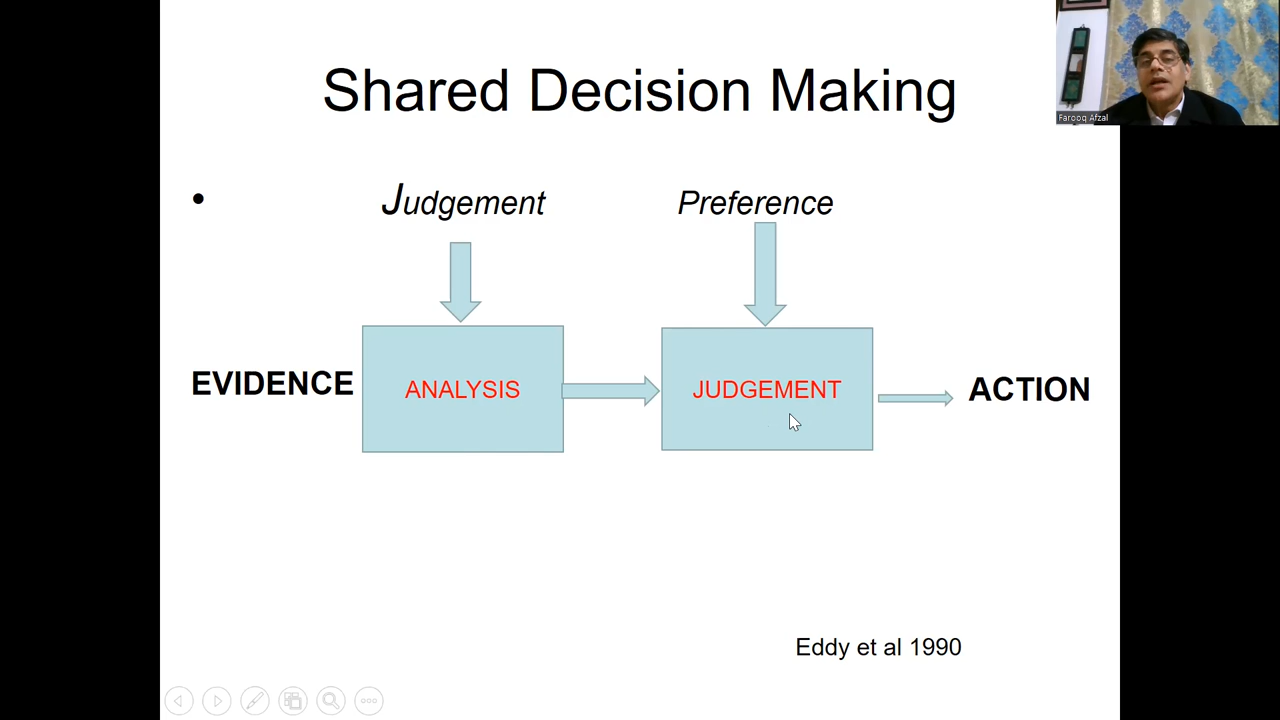 Shared Decision Making
Farooq Afzal
• Judgement Preference
EVIDENCE ANALYSIS JUDGEMENT ACTION
Eddy et al 1990